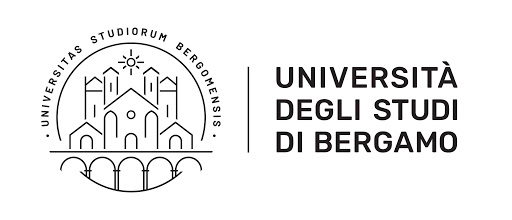 · UNIVERSITAS STUDIORUM BERGOMENSIS ·
UNIVERSITÀ
DEGLI STUDI
DI BERGAMO